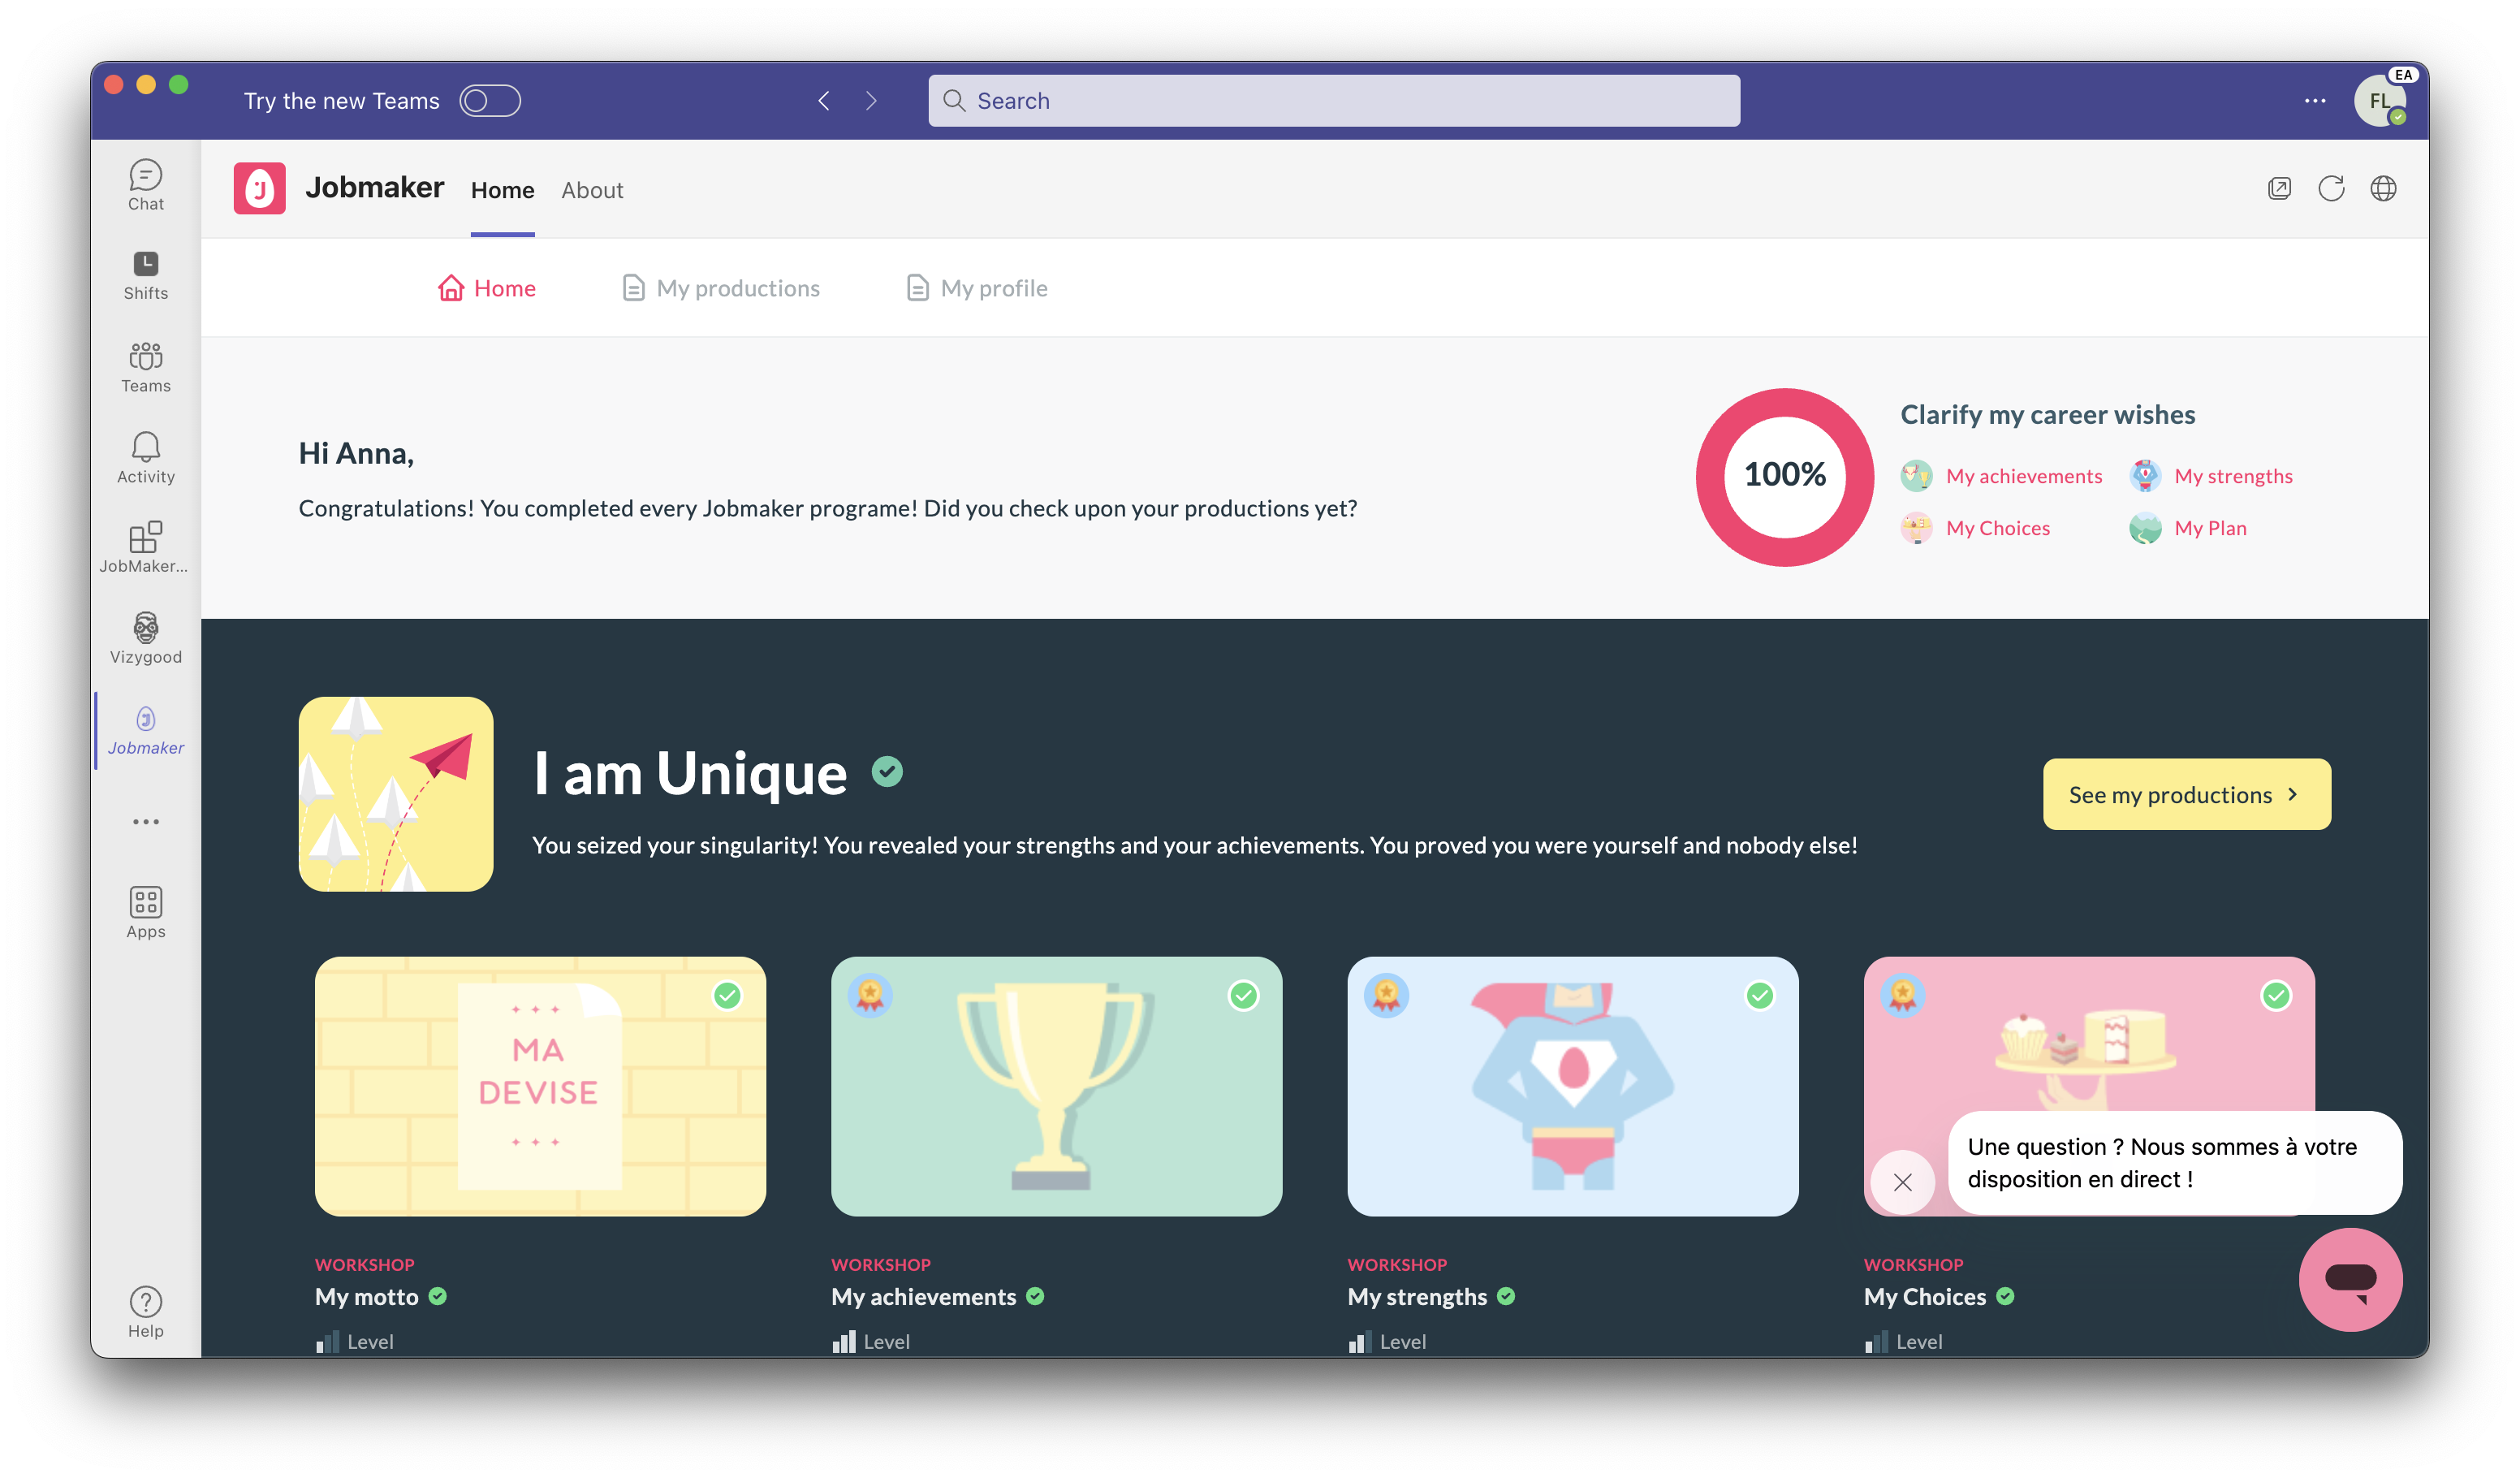 Try the new Teams
Search
EA
FL
Chat
Shifts
Teams
Activity
JobMaker...
Vizygood
Jobmaker
Apps
Help
Jobmaker Home About
Home My productions My profile
Hi Anna,
Congratulations! You completed every Jobmaker programe! Did you check upon your productions yet?
100%
Clarify my career wishes
My achievements My strengths
My Choices My Plan
I am Unique
You seized your singularity! You revealed your strengths and your achievements. You proved you were yourself and nobody else!
See my productions
MA
DEVISE
Une question ? Nous sommes à votre
disposition en direct !
WORKSHOP
My motto
Level
WORKSHOP
My achievements
Level
WORKSHOP
My strengths
Level
WORKSHOP
My Choices
Level